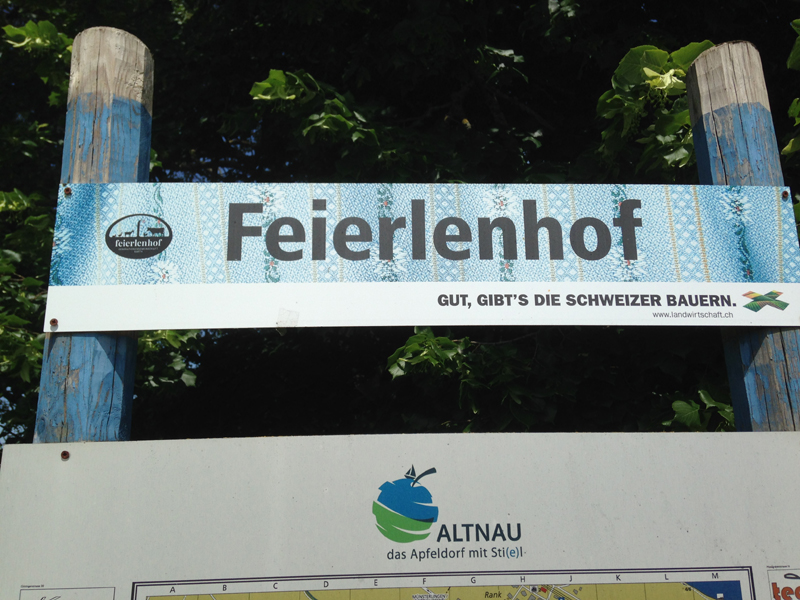 feierlenhof
Feierlenhof
GUT, GIBT'S DIE SCHWEIZER BAUERN.
www.landwirtschaft.ch
ALTNAU
das Apfeldorf mit Sti(e)l
A B C D E F G H J K L M
Rank